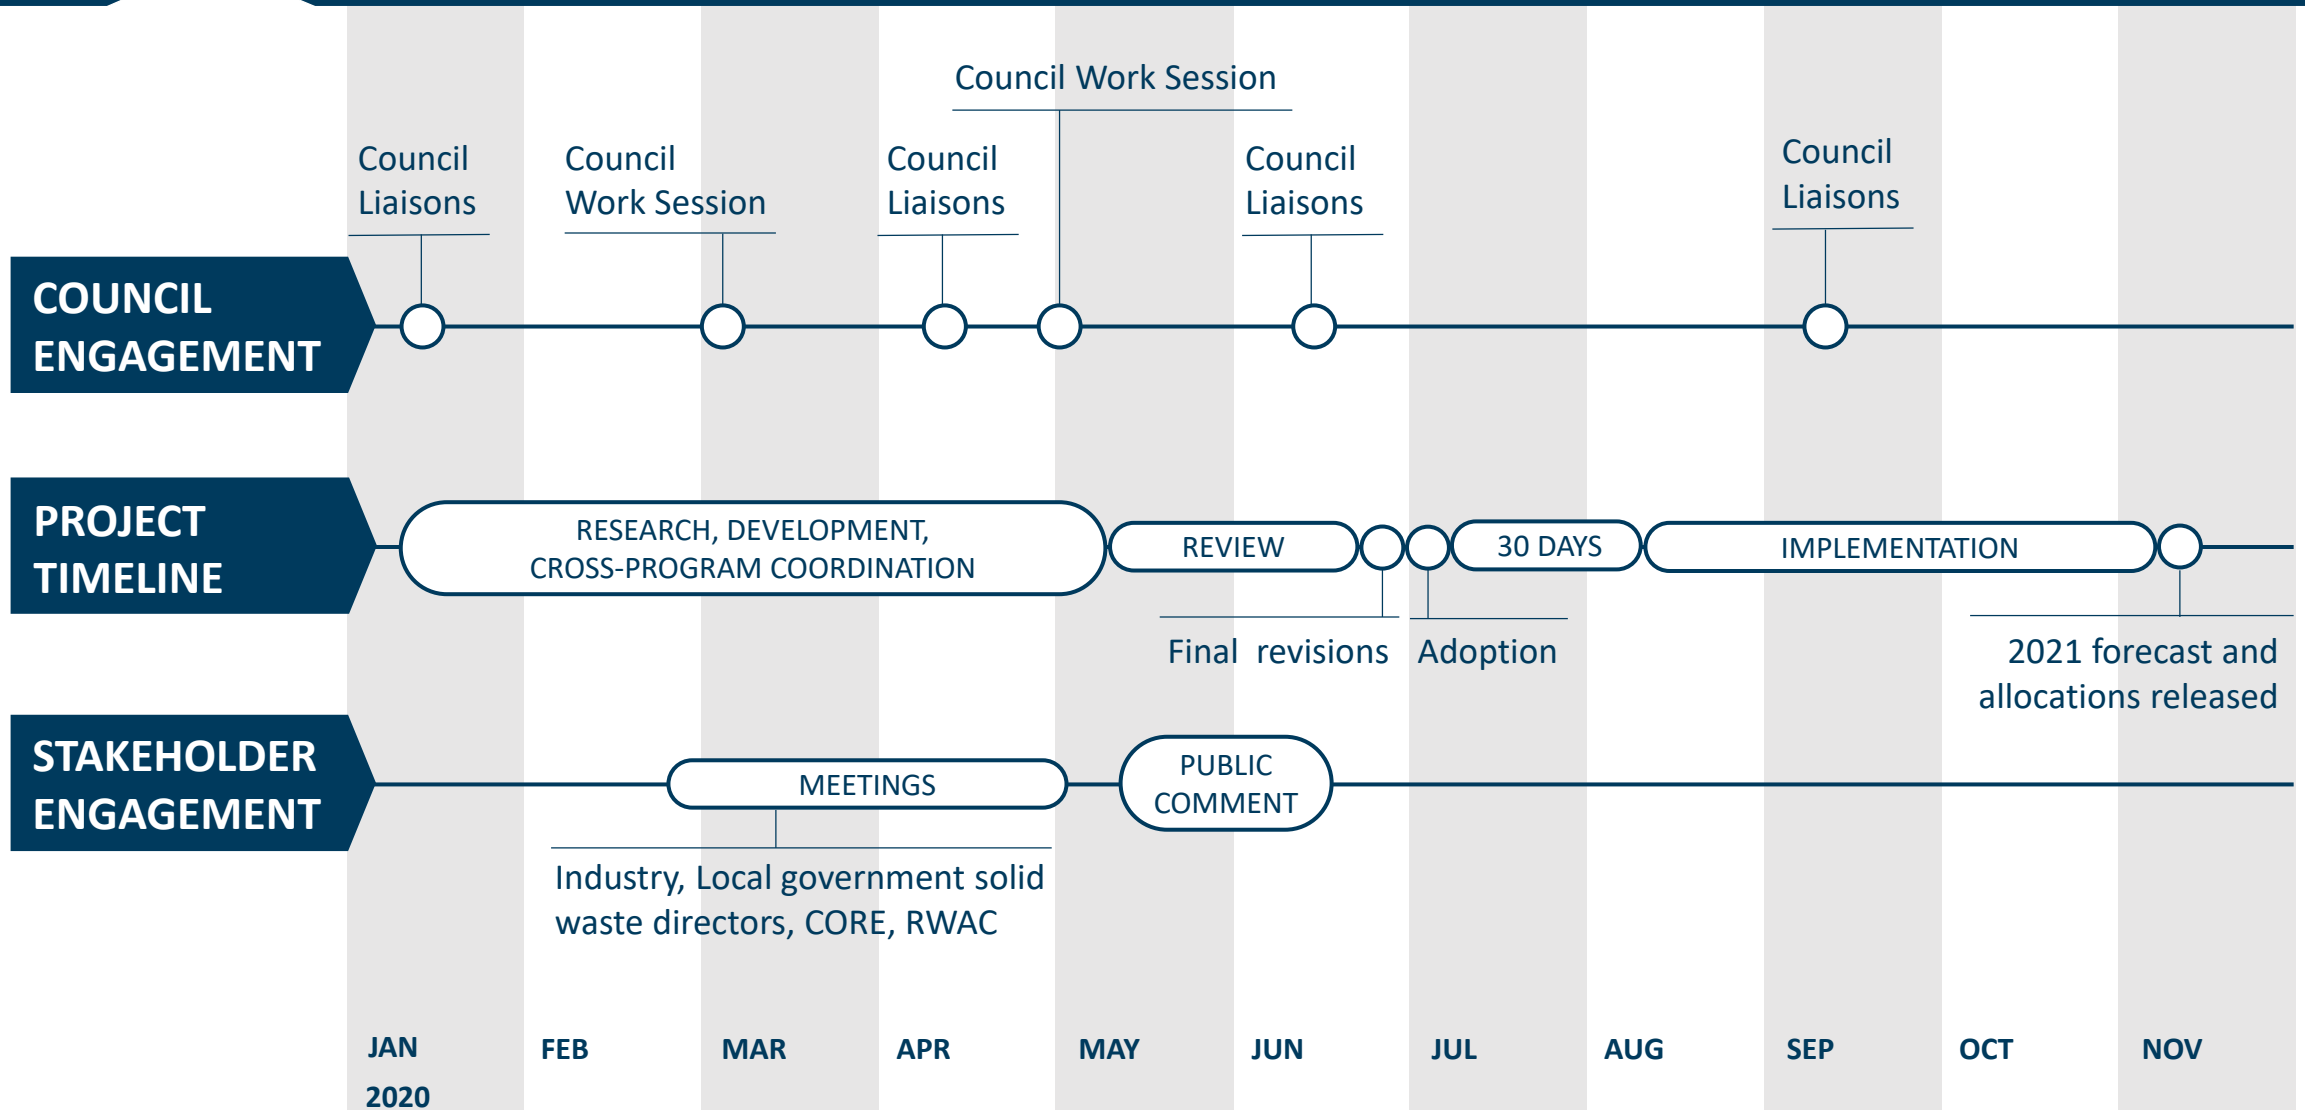 Council Work Session
Council
Liaisons
Council
Work Session
Council
Liaisons
Council
Liaisons
Council
Liaisons
COUNCIL
ENGAGEMENT
PROJECT
TIMELINE
RESEARCH, DEVELOPMENT,
CROSS-PROGRAM COORDINATION
REVIEW
30 DAYS
IMPLEMENTATION
Final revisions
Adoption
2021 forecast and
allocations released
STAKEHOLDER
ENGAGEMENT
MEETINGS
PUBLIC
COMMENT
Industry, Local government solid
waste directors, CORE, RWAC
JAN
2020
FEB
MAR
APR
MAY
JUN
JUL
AUG
SEP
OCT
NOV